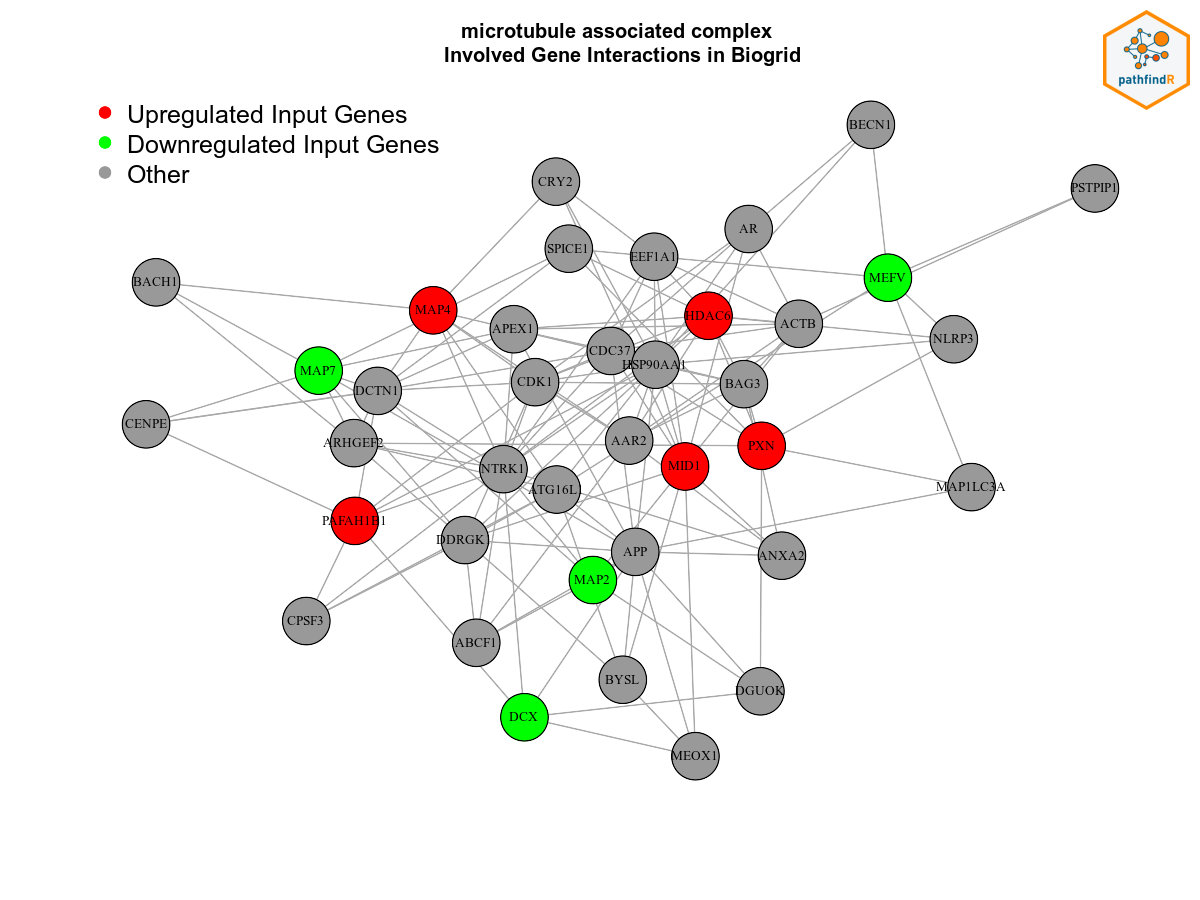 microtubule associated complex
Involved Gene Interactions in Biogrid
pathfindR
Upregulated Input Genes
Downregulated Input Genes
Other
BECN1
CRY2
PSTPIP1
AR
SPICE1
EEF1A1
MEFV
BACH1
MAP4
HDAC6
ACTB
APEX1
NLRP3
CDC37
HSP90AA1
MAP7
CDK1
BAG3
DCTN1
CENPE
ARHGEF2
AAR2
PXN
NTRK1
MID1
ATG16L
MAP1LC3A
PAFAH1B1
DDRGK1
APP
ANXA2
MAP2
CPSF3
ABCF1
BYSL
DGUOK
DCX
MEOX1